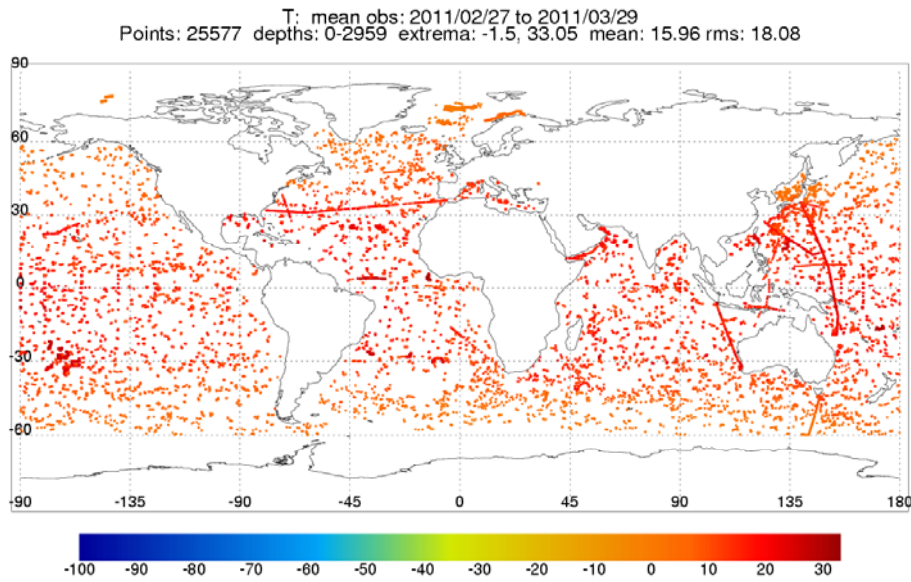 T: mean obs: 2011/02/27 to 2011/03/29
Points: 25577 depths: 0-2959 extrema: -1.5, 33.05 mean: 15.96 rms: 18.08
90
60
30
0
-30
-60
-90 -135 -90 -45 0 45 90 135 180
-100 -90 -80 -70 -60 -50 -40 -30 -20 -10 0 10 20 30